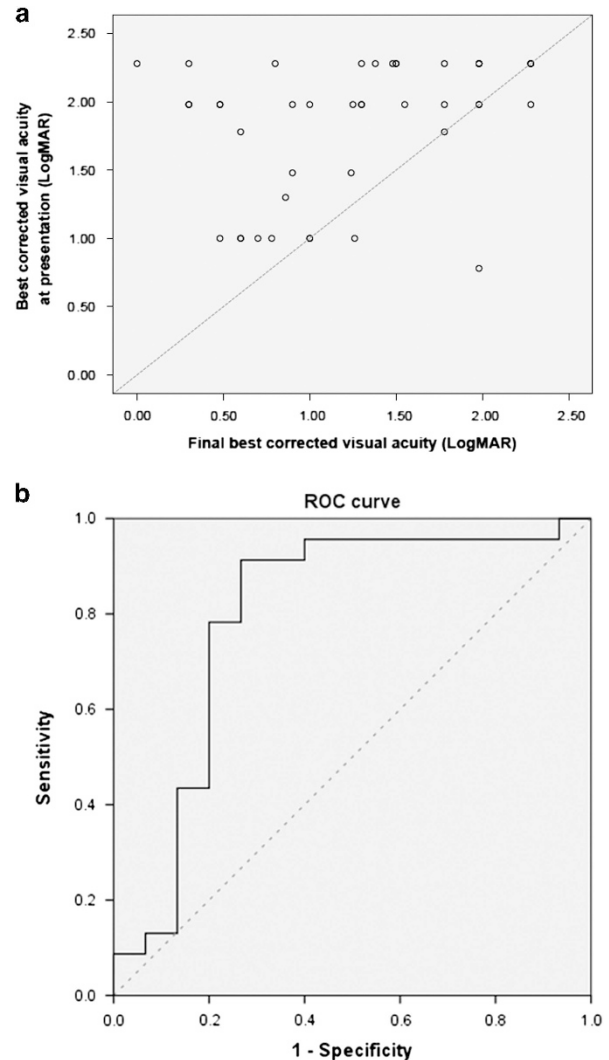 a
Best corrected visual acuity
at presentation (LogMAR)
2.50
2.00
1.50
1.00
0.50
0.00
0.00 0.50 1.00 1.50 2.00 2.50
Final best corrected visual acuity (LogMAR)
b
ROC curve
Sensitivity
1.0
0.8
0.6
0.4
0.2
0.0
0.0 0.2 0.4 0.6 0.8 1.0
1 - Specificity